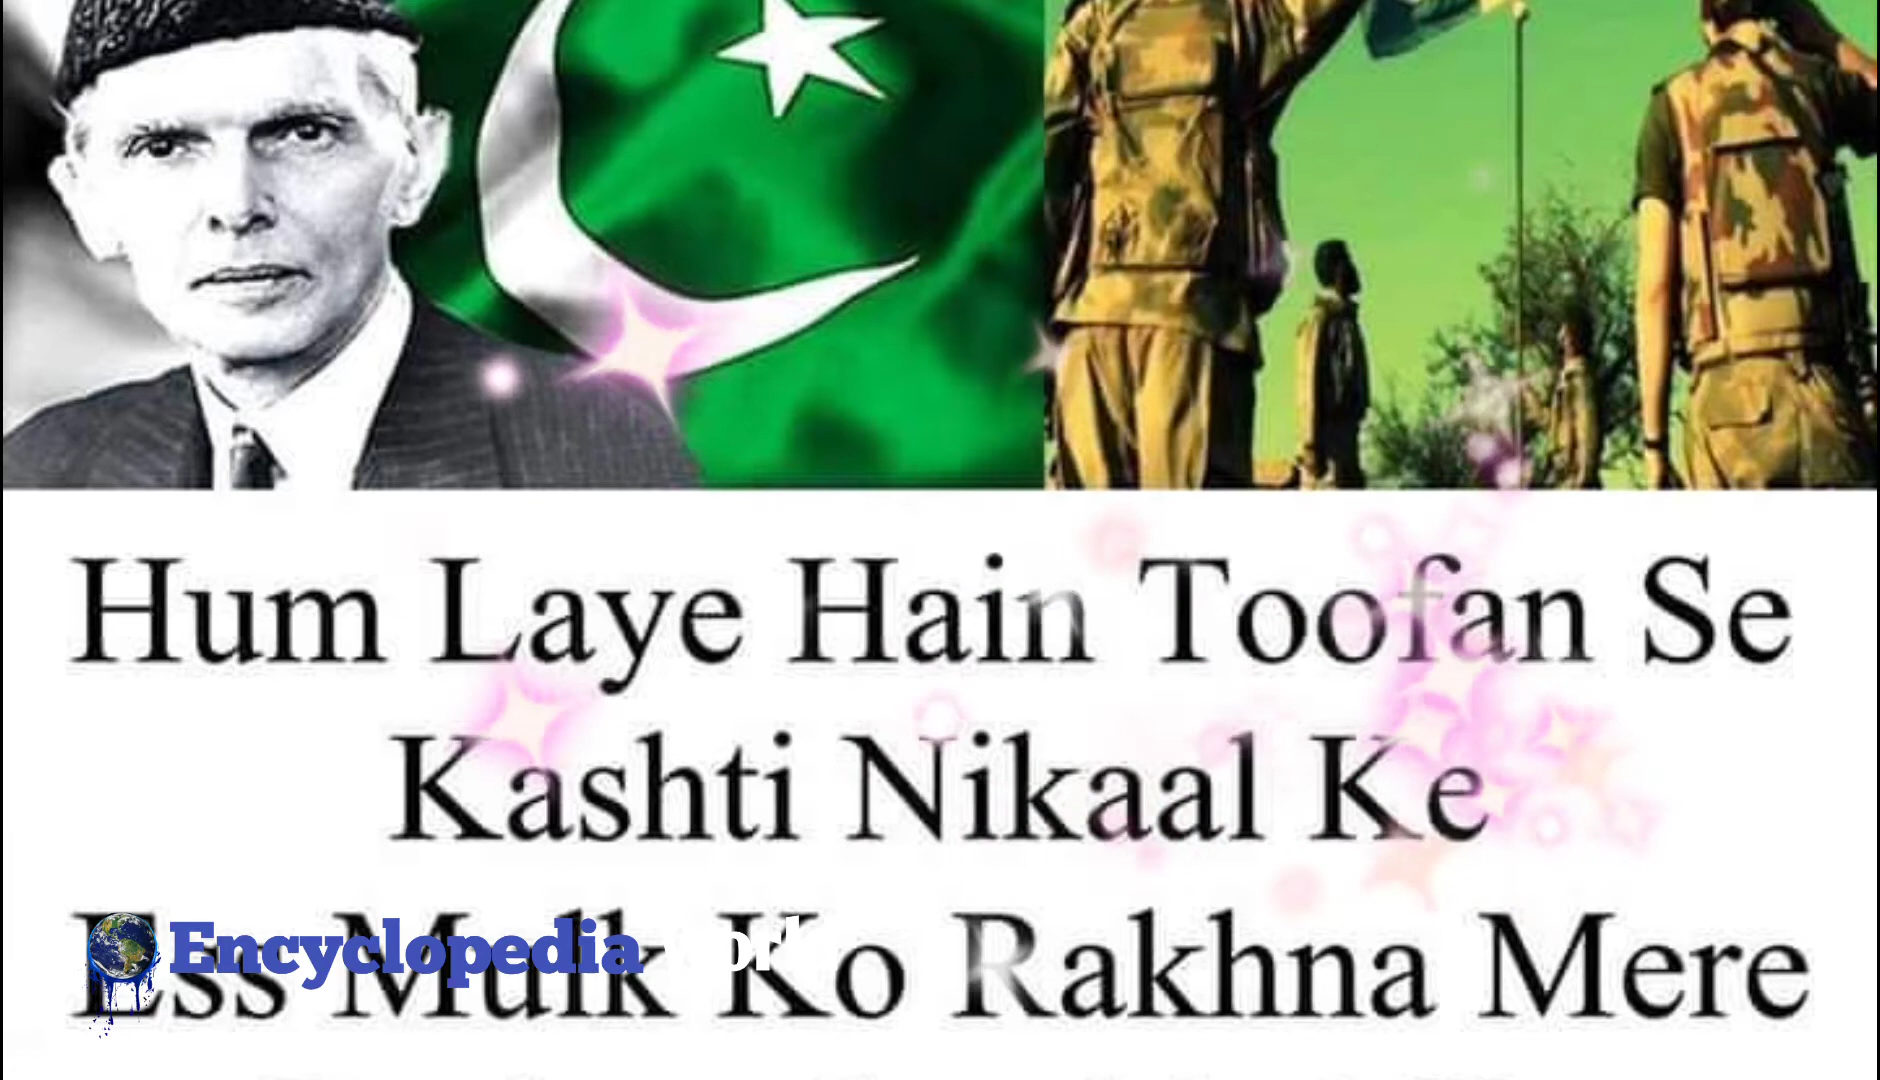 Hum Laye Hain Toofan Se
Kashti Nikaal Ke
Ess Mulk Ko Rakhna Mere
Encyclopedia